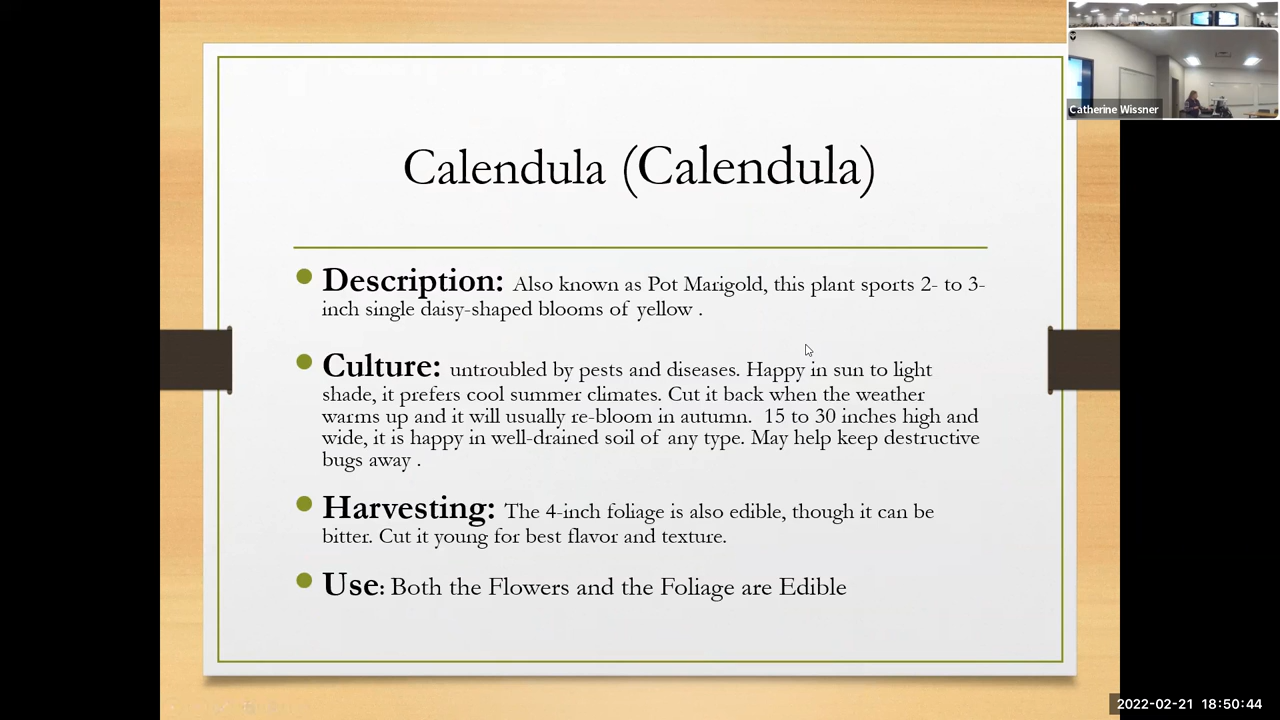 Catherine Wissner
Calendula (Calendula)
Description: Also known as Pot Marigold, this plant sports 2- to 3-
inch single daisy-shaped blooms of yellow .
Culture: untroubled by pests and diseases. Happy in sun to light
shade, it prefers cool summer climates. Cut it back when the weather
warms up and it will usually re-bloom in autumn. 15 to 30 inches high and
wide, it is happy in well-drained soil of any type. May help keep destructive
bugs away .
Harvesting: The 4-inch foliage is also edible, though it can be
bitter. Cut it young for best flavor and texture.
Use: Both the Flowers and the Foliage are Edible
2022-02-21 18:50:44